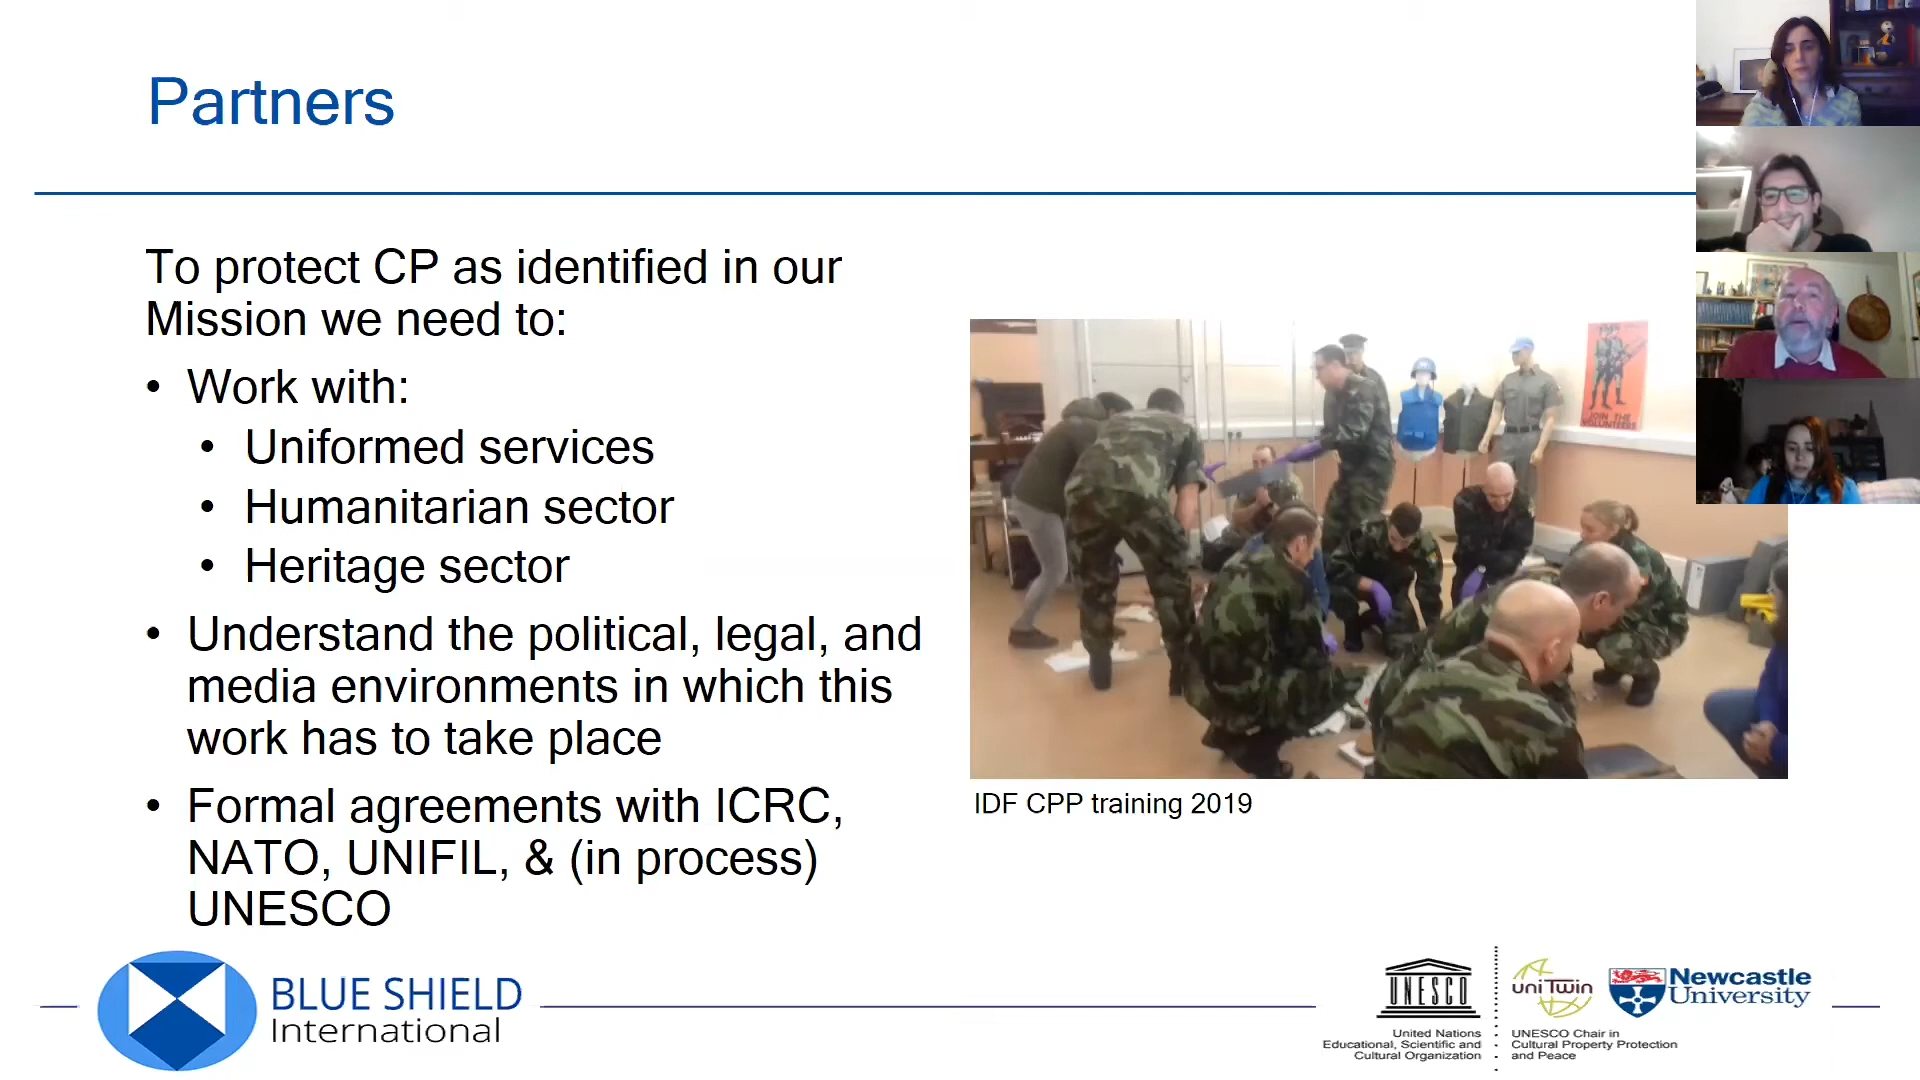 Partners
To protect CP as identified in our
Mission we need to:
• Work with:
• Uniformed services
• Humanitarian sector
• Heritage sector
• Understand the political, legal, and
media environments in which this
work has to take place
• Formal agreements with ICRC,
NATO, UNIFIL, & (in process)
UNESCO
JOIN THE
VOLUNTEERS
IDF CPP training 2019
BLUE SHIELD
International
UNESCO
United Nations
Educational, Scientific and
Cultural Organization
uniTwin
UNESCO Chair in
Cultural Property Protection
and Peace
Newcastle
University